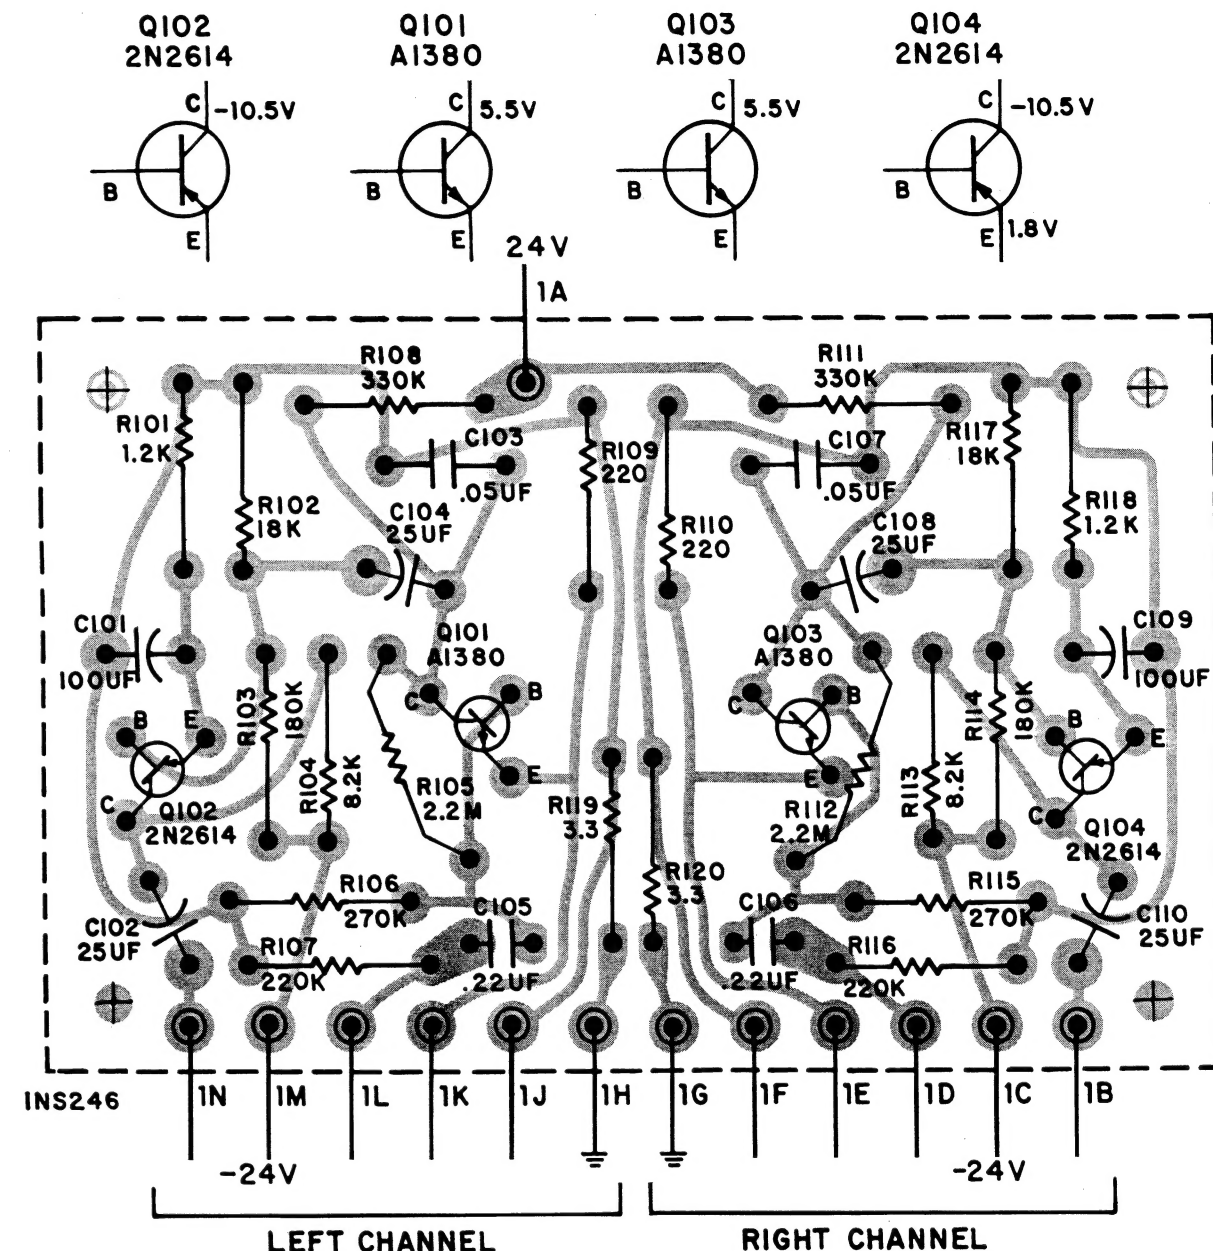 Q102
2N2614
Q101
A1380
Q103
A1380
Q104
2N2614
C
-10.5V
B
E
C
5.5V
B
E
C
5.5V
B
E
C
-10.5V
B
E
1.8V
24V
1A
R108
330K
R111
330K
R101
1.2K
C103
.05UF
R109
220
C107
.05UF
R117
18K
R102
18K
C104
25UF
R110
220
C108
25UF
R118
1.2K
C101
100UF
Q101
A1380
Q103
A1380
C109
100UF
R103
180K
C
B
E
C
B
E
R114
180K
B
E
C
Q102
2N2614
R104
8.2K
R105
2.2M
R119
3.3
R112
2.2M
R113
8.2K
B
E
C
Q104
2N2614
R106
270K
R120
3.3
R115
270K
C102
25UF
R107
220K
C105
.22UF
C106
.22UF
R116
220K
C110
25UF
1NS246
1N
1M
1L
1K
1J
1H
1G
1F
1E
1D
1C
1B
-24V
-24V
LEFT CHANNEL
RIGHT CHANNEL